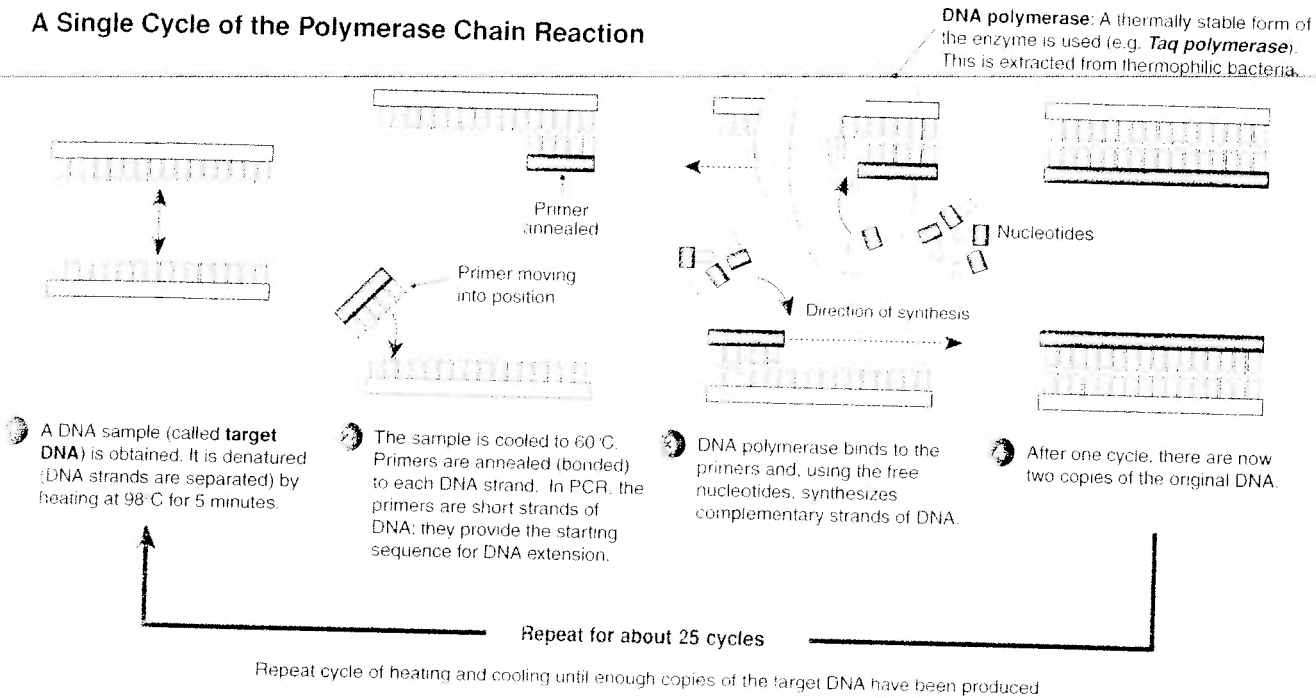 A Single Cycle of the Polymerase Chain Reaction
DNA polymerase: A thermally stable form of
the enzyme is used (e.g. Taq polymerase).
This is extracted from thermophilic bacteria.
Primer
annealed
Primer moving
into position
Nucleotides
Direction of synthesis
1
A DNA sample (called target
DNA) is obtained. It is denatured
(DNA strands are separated) by
heating at 98°C for 5 minutes.
2
The sample is cooled to 60°C.
Primers are annealed (bonded)
to each DNA strand. In PCR, the
primers are short strands of
DNA; they provide the starting
sequence for DNA extension.
3
DNA polymerase binds to the
primers and, using the free
nucleotides, synthesizes
complementary strands of DNA.
4
After one cycle, there are now
two copies of the original DNA.
Repeat for about 25 cycles
Repeat cycle of heating and cooling until enough copies of the target DNA have been produced